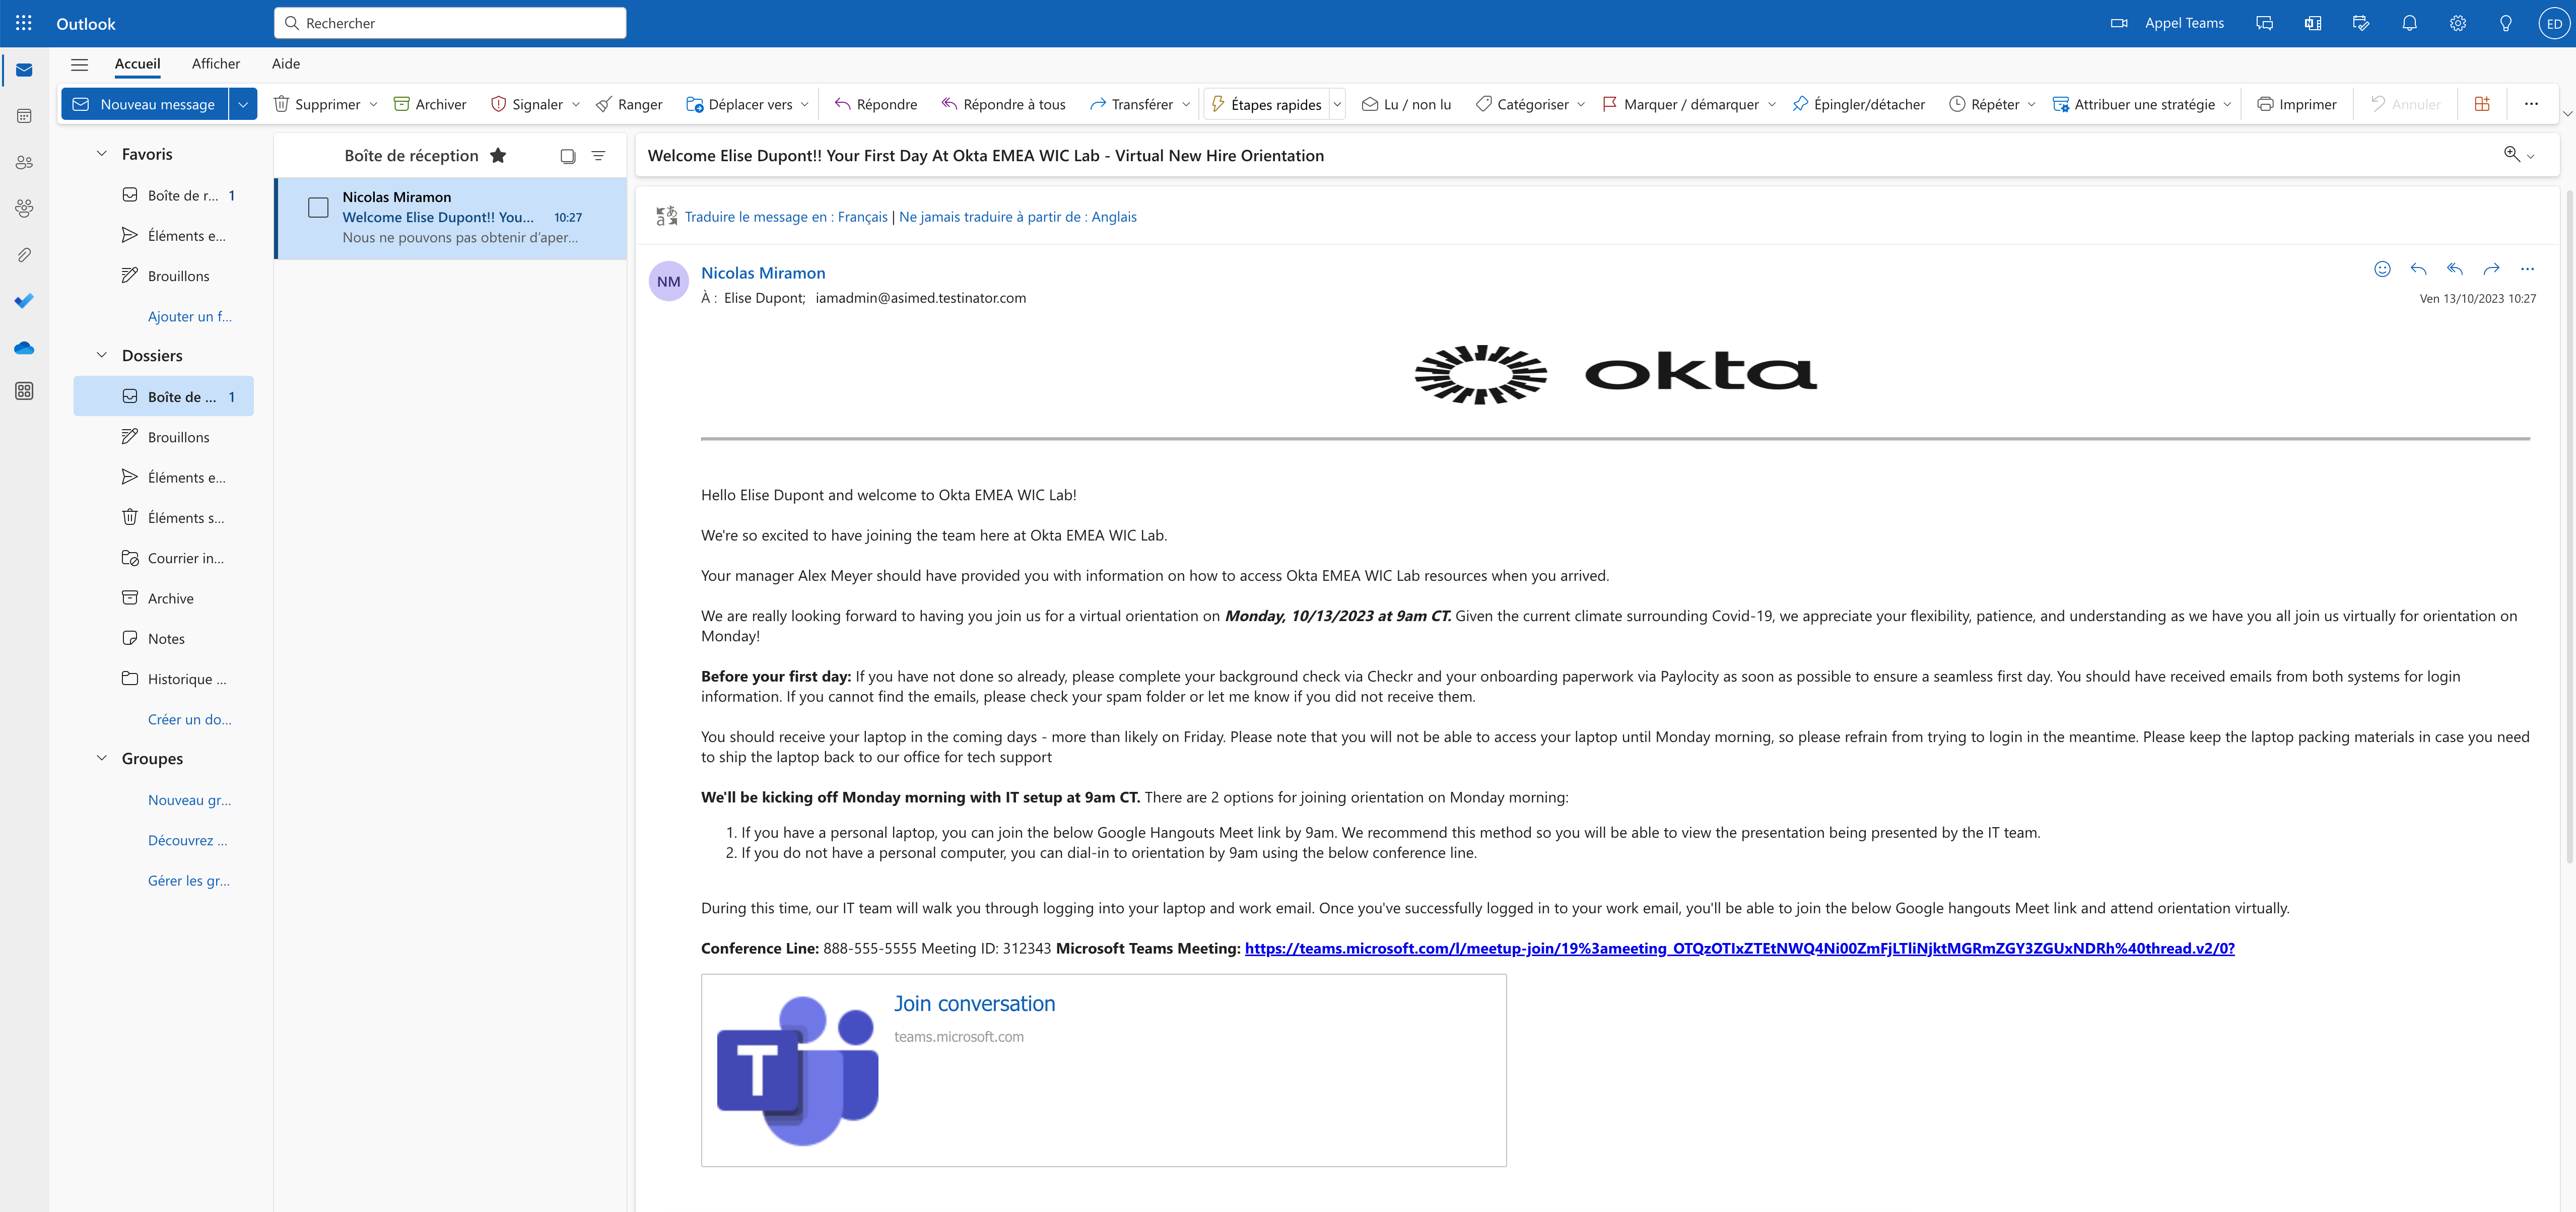 Outlook
Rechercher
Appel Teams
ED
Accueil Afficher Aide
Nouveau message Supprimer Archiver Signaler Ranger Déplacer vers Répondre Répondre à tous Transférer Étapes rapides Lu / non lu Catégoriser Marquer / démarquer Épingler/détacher Répéter Attribuer une stratégie Imprimer Annuler
Favoris
Boîte de r... 1
Éléments e...
Brouillons
Ajouter un f...
Dossiers
Boîte de ... 1
Brouillons
Éléments e...
Éléments s...
Courrier in...
Archive
Notes
Historique ...
Créer un do...
Groupes
Nouveau gr...
Découvrez ...
Gérer les gr...
Boîte de réception
Nicolas Miramon
Welcome Elise Dupont!! You... 10:27
Nous ne pouvons pas obtenir d'aper...
Welcome Elise Dupont!! Your First Day At Okta EMEA WIC Lab - Virtual New Hire Orientation
Traduire le message en : Français | Ne jamais traduire à partir de : Anglais
NM
Nicolas Miramon
À : Elise Dupont; iamadmin@asimed.testinator.com
Ven 13/10/2023 10:27
okta
Hello Elise Dupont and welcome to Okta EMEA WIC Lab!
We're so excited to have joining the team here at Okta EMEA WIC Lab.
Your manager Alex Meyer should have provided you with information on how to access Okta EMEA WIC Lab resources when you arrived.
We are really looking forward to having you join us for a virtual orientation on Monday, 10/13/2023 at 9am CT. Given the current climate surrounding Covid-19, we appreciate your flexibility, patience, and understanding as we have you all join us virtually for orientation on
Monday!
Before your first day: If you have not done so already, please complete your background check via Checkr and your onboarding paperwork via Paylocity as soon as possible to ensure a seamless first day. You should have received emails from both systems for login
information. If you cannot find the emails, please check your spam folder or let me know if you did not receive them.
You should receive your laptop in the coming days - more than likely on Friday. Please note that you will not be able to access your laptop until Monday morning, so please refrain from trying to login in the meantime. Please keep the laptop packing materials in case you need
to ship the laptop back to our office for tech support
We'll be kicking off Monday morning with IT setup at 9am CT. There are 2 options for joining orientation on Monday morning:
1. If you have a personal laptop, you can join the below Google Hangouts Meet link by 9am. We recommend this method so you will be able to view the presentation being presented by the IT team.
2. If you do not have a personal computer, you can dial-in to orientation by 9am using the below conference line.
During this time, our IT team will walk you through logging into your laptop and work email. Once you've successfully logged in to your work email, you'll be able to join the below Google hangouts Meet link and attend orientation virtually.
Conference Line: 888-555-5555 Meeting ID: 312343 Microsoft Teams Meeting: https://teams.microsoft.com/l/meetup-join/19%3ameeting_OTQzOTIxZTEtNWQ4Ni00ZmFjLTliNjktMGRmZGY3ZGUxNDRh%40thread.v2/0?
T
Join conversation
teams.microsoft.com